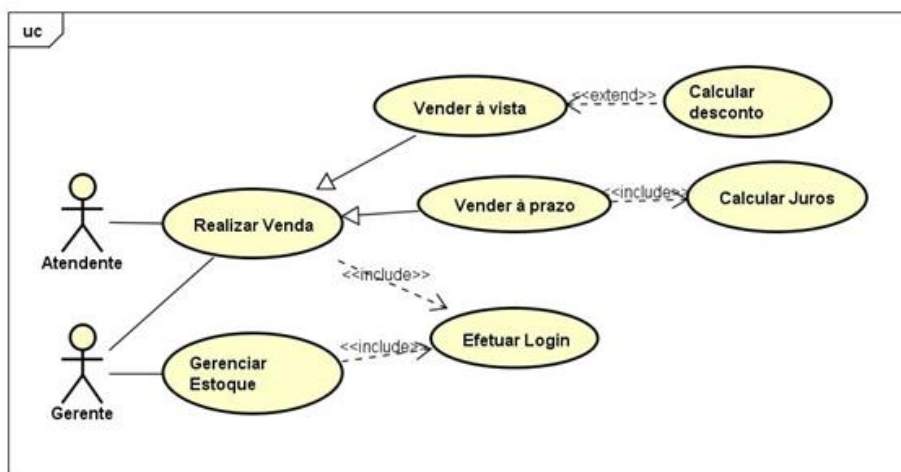 uc
Vender à vista
<<extend>>
Calcular
desconto
Vender à prazo
<<include>>
Calcular Juros
Realizar Venda
Atendente
<<include>>
Efetuar Login
<<include>>
Gerenciar
Estoque
Gerente